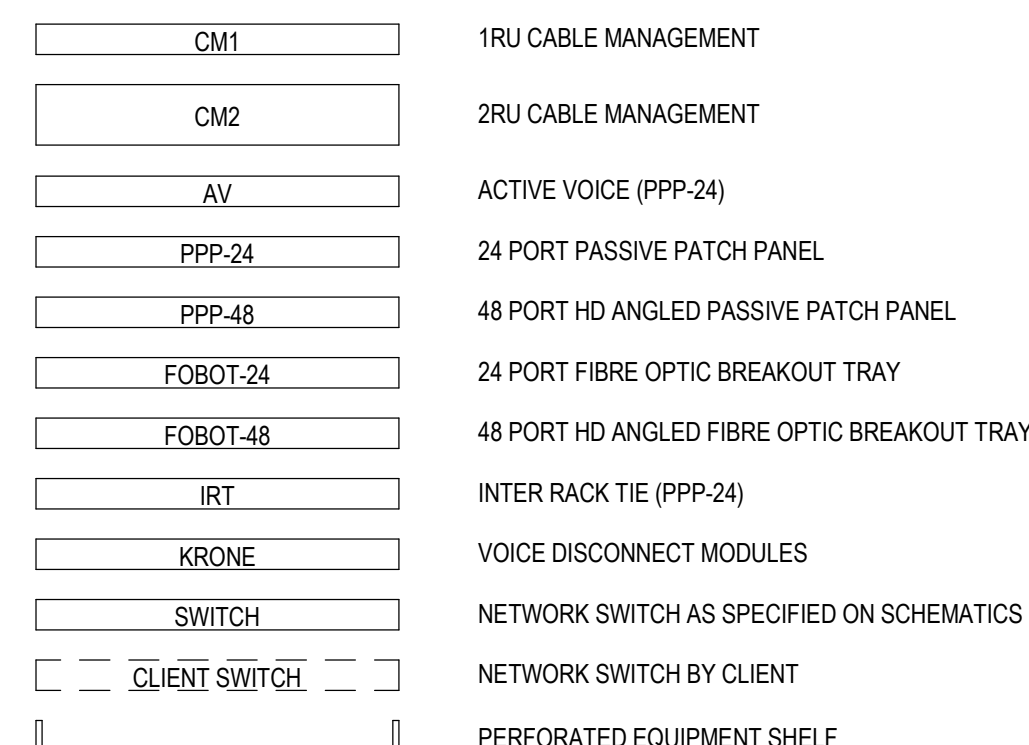 CM1 1RU CABLE MANAGEMENT
CM2 2RU CABLE MANAGEMENT
AV ACTIVE VOICE (PPP-24)
PPP-24 24 PORT PASSIVE PATCH PANEL
PPP-48 48 PORT HD ANGLED PASSIVE PATCH PANEL
FOBOT-24 24 PORT FIBRE OPTIC BREAKOUT TRAY
FOBOT-48 48 PORT HD ANGLED FIBRE OPTIC BREAKOUT TRAY
IRT INTER RACK TIE (PPP-24)
KRONE VOICE DISCONNECT MODULES
SWITCH NETWORK SWITCH AS SPECIFIED ON SCHEMATICS
CLIENT SWITCH NETWORK SWITCH BY CLIENT
PERFORATED EQUIPMENT SHELF